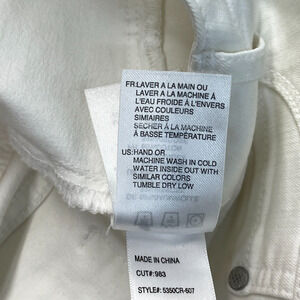 FR:LAVER A LA MAIN OU
LAVER A LA MACHINE À
L'EAU FROIDE À L'ENVERS
AVEC COULEURS
SIMIAIRES
SECHER A LA MACHINE
À BASSE TEMPÉRATURE
US:HAND OR
MACHINE WASH IN COLD
WATER INSIDE OUT WITH
SIMILAR COLORS
TUMBLE DRY LOW
MADE IN CHINA
CUT#:983
STYLE#:5350CR-607